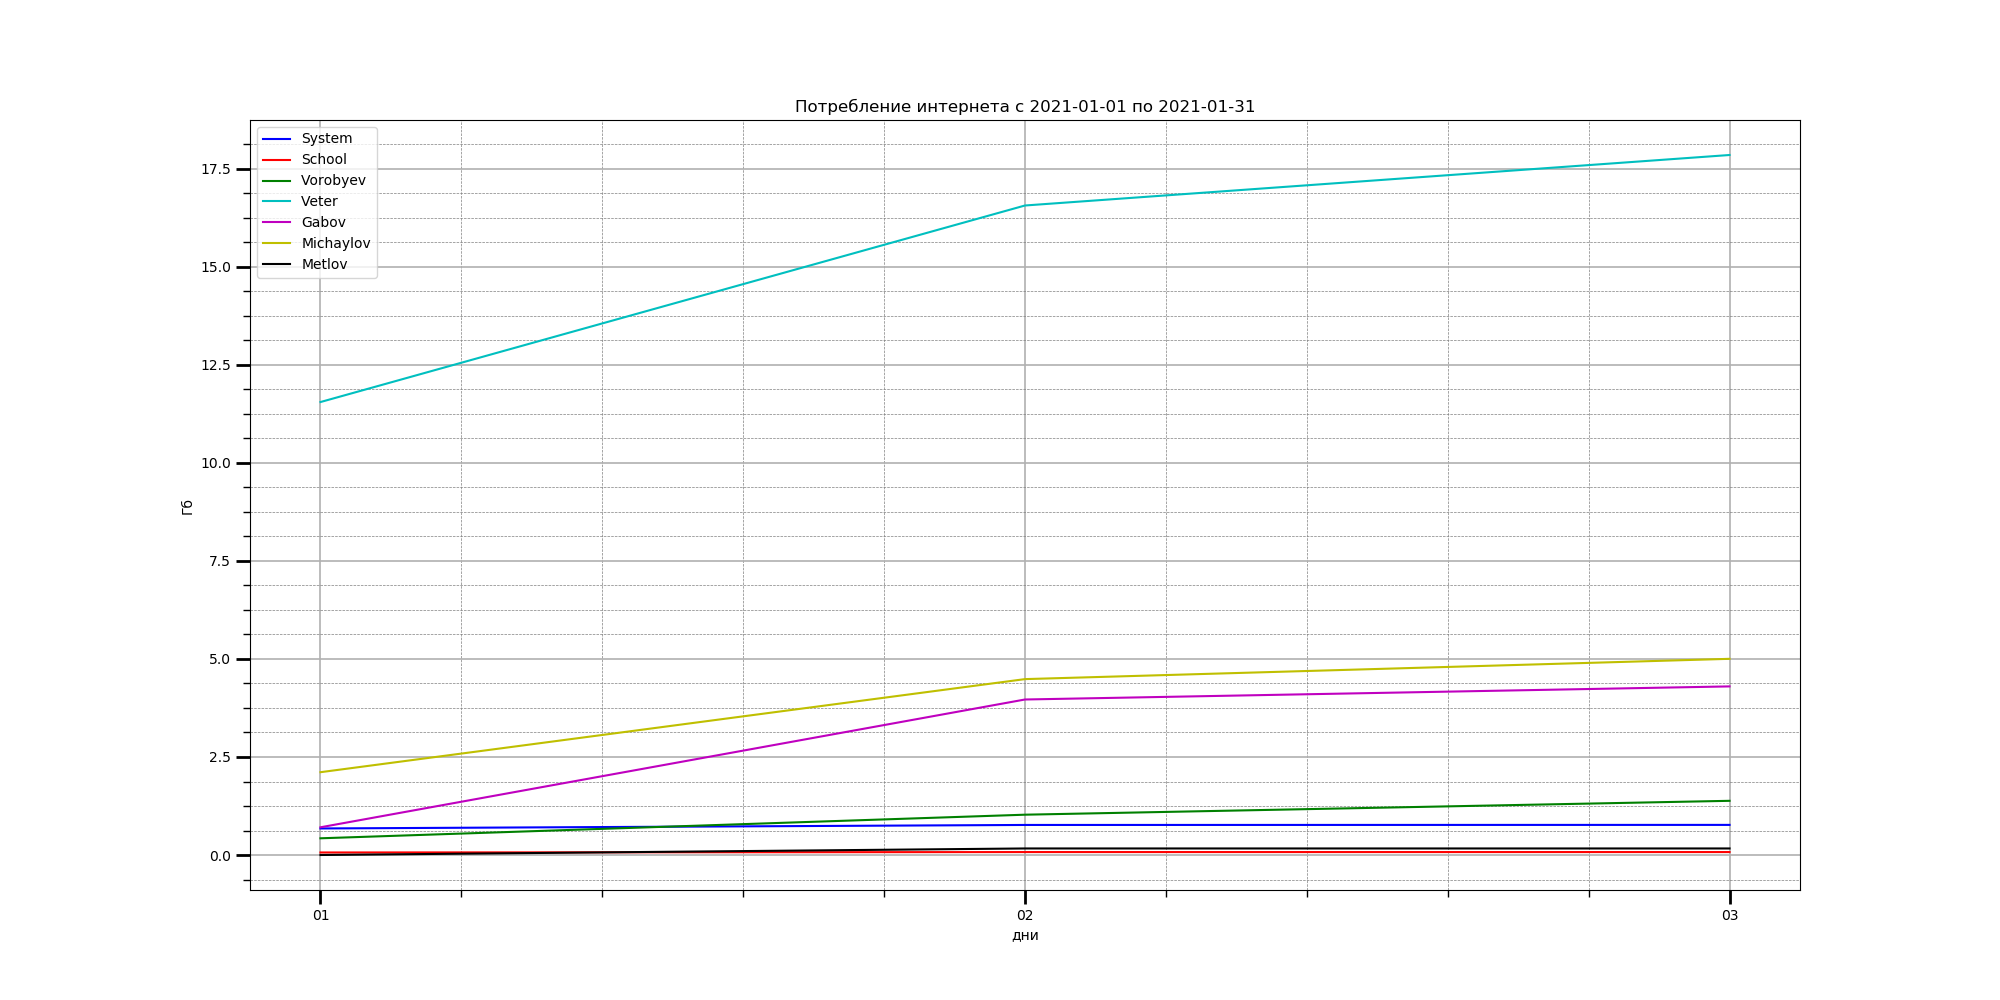 Потребление интернета с 2021-01-01 по 2021-01-31
System
School
Vorobyev
Veter
Gabov
Michaylov
Metlov
17.5
15.0
12.5
10.0
7.5
5.0
2.5
0.0
Гб
01 02 03
дни